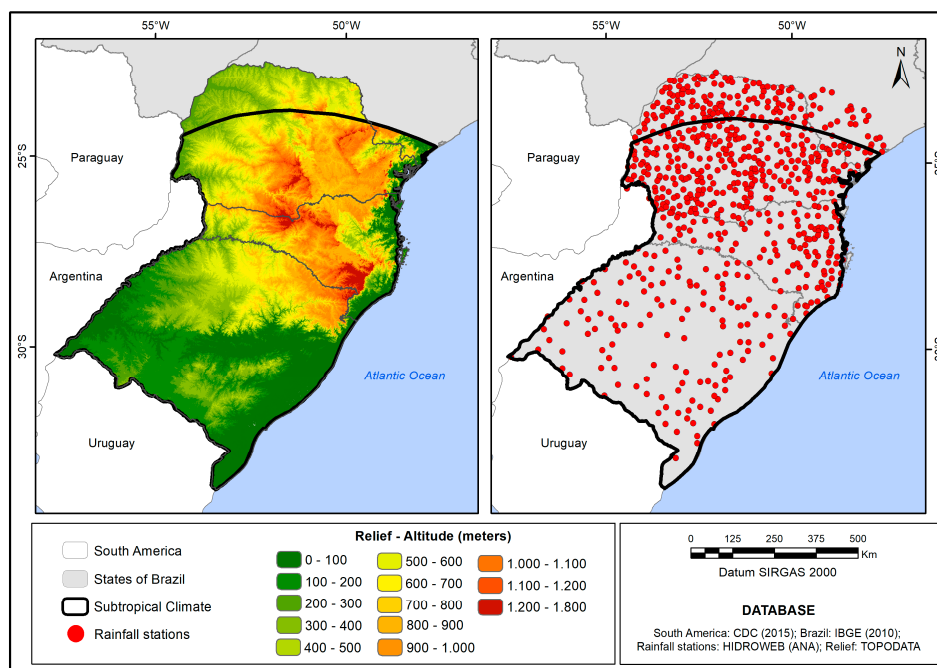 55°W
50°W
55°W
50°W
N
Paraguay
25°S
Paraguay
25°S
Argentina
Argentina
30°S
Atlantic Ocean
Atlantic Ocean
Uruguay
Uruguay
South America
States of Brazil
Subtropical Climate
Rainfall stations
Relief - Altitude (meters)
0 - 100
100 - 200
200 - 300
300 - 400
400 - 500
500 - 600
600 - 700
700 - 800
800 - 900
900 - 1.000
1.000 - 1.100
1.100 - 1.200
1.200 - 1.800
0 125 250 375 500
Km
Datum SIRGAS 2000
DATABASE
South America: CDC (2015); Brazil: IBGE (2010);
Rainfall stations: HIDROWEB (ANA); Relief: TOPODATA